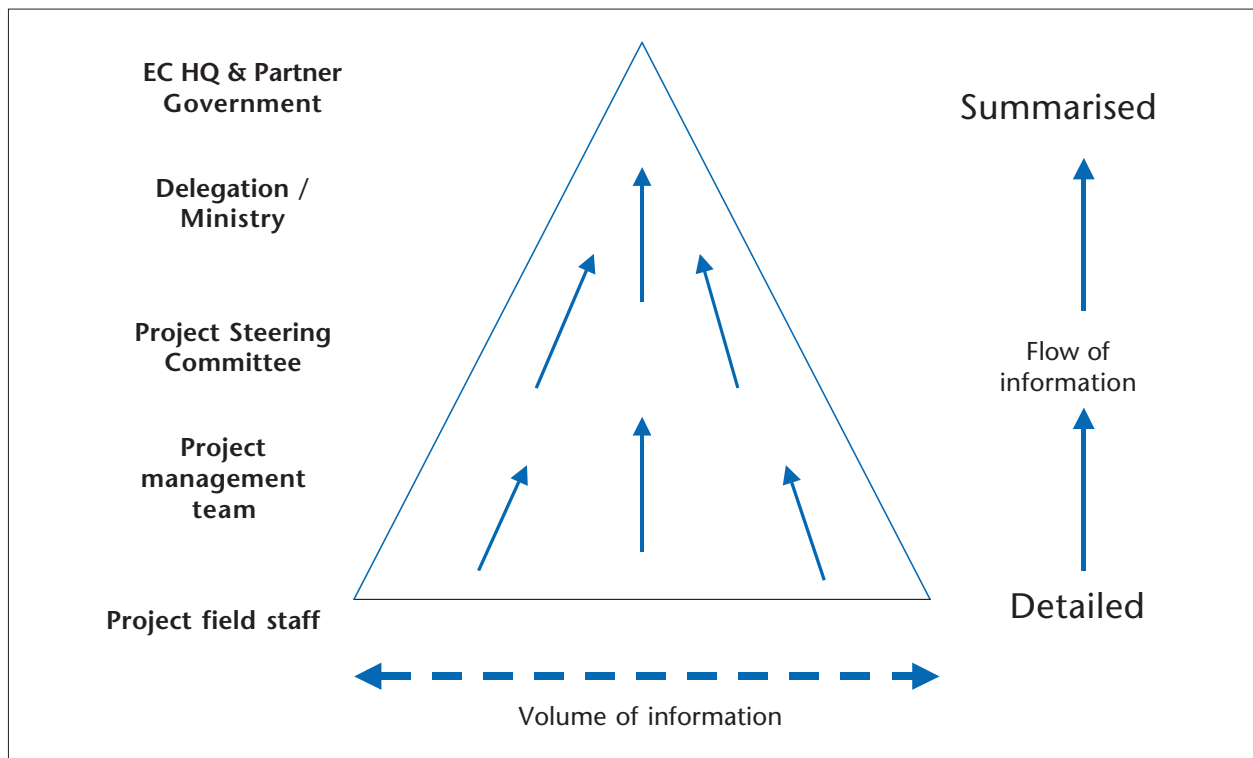 EC HQ & Partner
Government
Delegation /
Ministry
Project Steering
Committee
Project
management
team
Project field staff
Summarised
Flow of
information
Detailed
Volume of information